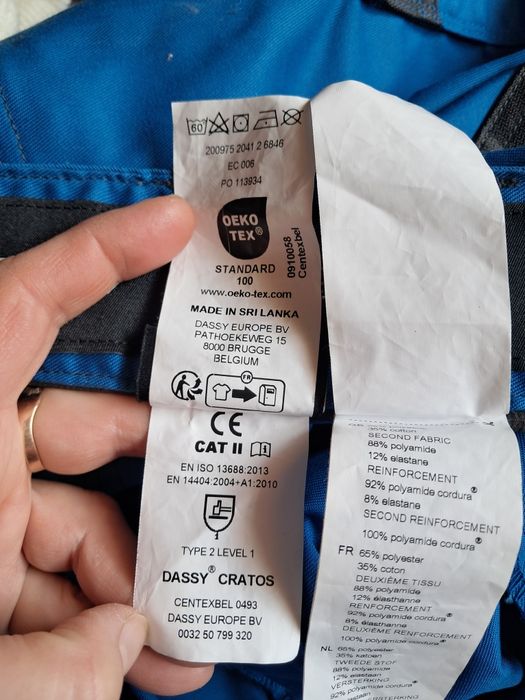 60
200975 2041 2 6846
EC 006
PO 113934
OEKO
TEX®
0910058
Centexbel
STANDARD
100
www.oeko-tex.com
MADE IN SRI LANKA
DASSY EUROPE BV
PATHOEKEWEG 15
8000 BRUGGE
BELGIUM
FR
CE
CAT II
EN ISO 13688:2013
EN 14404:2004+A1:2010
TYPE 2 LEVEL 1
DASSY® CRATOS
CENTEXBEL 0493
DASSY EUROPE BV
0032 50 799 320
35% cotton
SECOND FABRIC
88% polyamide
12% elastane
REINFORCEMENT
92% polyamide cordura®
8% elastane
SECOND REINFORCEMENT
100% polyamide cordura®
FR 65% polyester
35% coton
DEUXIÈME TISSU
88% polyamide
12% élasthanne
RENFORCEMENT
92% polyamide cordura®
8% élasthanne
DEUXIÈME RENFORCEMENT
100% polyamide cordura®
NL 65% polyester
35% katoen
TWEEDE STOF
88% polyamide
12% elastaan
VERSTERKING
92% polyamide